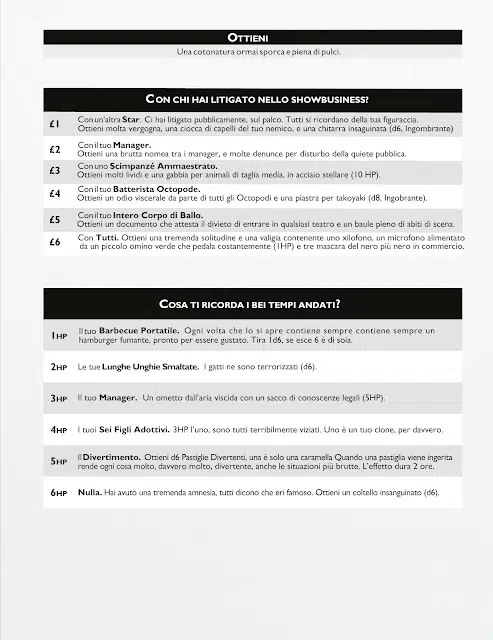 OTTIENI
Una cotonatura ormai sporca e piena di pulci.
CON CHI HAI LITIGATO NELLO SHOWBUSINESS?
£1 Con un'altra Star. Ci hai litigato pubblicamente, sul palco. Tutti si ricordano della tua figuraccia.
Ottieni molta vergogna, una ciocca di capelli del tuo nemico, e una chitarra insaguinata (d6, Ingombrante)
£2 Con il tuo Manager.
Ottieni una brutta nomea tra i manager, e molte denunce per disturbo della quiete pubblica.
£3 Con uno Scimpanzé Ammaestrato.
Ottieni molti lividi e una gabbia per animali di taglia media, in acciaio stellare (10 HP).
£4 Con il tuo Batterista Octopode.
Ottieni un odio viscerale da parte di tutti gli Octopodi e una piastra per takoyaki (d8, Ingobrante).
£5 Con il tuo Intero Corpo di Ballo.
Ottieni un documento che attesta il divieto di entrare in qualsiasi teatro e un baule pieno di abiti di scena.
£6 Con Tutti. Ottieni una tremenda solitudine e una valigia contenente uno xilofono, un microfono alimentato
da un piccolo omino verde che pedala costantemente (1HP) e tre mascara del nero più nero in commercio.
COSA TI RICORDA I BEI TEMPI ANDATI?
1HP Il tuo Barbecue Portatile. Ogni volta che lo si apre contiene sempre contiene sempre un
hamburger fumante, pronto per essere gustato. Tira 1d6, se esce 6 è di soia.
2HP Le tue Lunghe Unghie Smaltate. I gatti ne sono terrorizzati (d6).
3HP Il tuo Manager. Un ometto dall'aria viscida con un sacco di conoscenze legali (5HP).
4HP I tuoi Sei Figli Adottivi. 3HP l'uno, sono tutti terribilmente viziati. Uno è un tuo clone, per davvero.
5HP Il Divertimento. Ottieni d6 Pastiglie Divertenti, una è solo una caramella Quando una pastiglia viene ingerita
rende ogni cosa molto, davvero molto, divertente, anche le situazioni più brutte. L'effetto dura 2 ore.
6HP Nulla. Hai avuto una tremenda amnesia, tutti dicono che eri famoso. Ottieni un coltello insanguinato (d6).